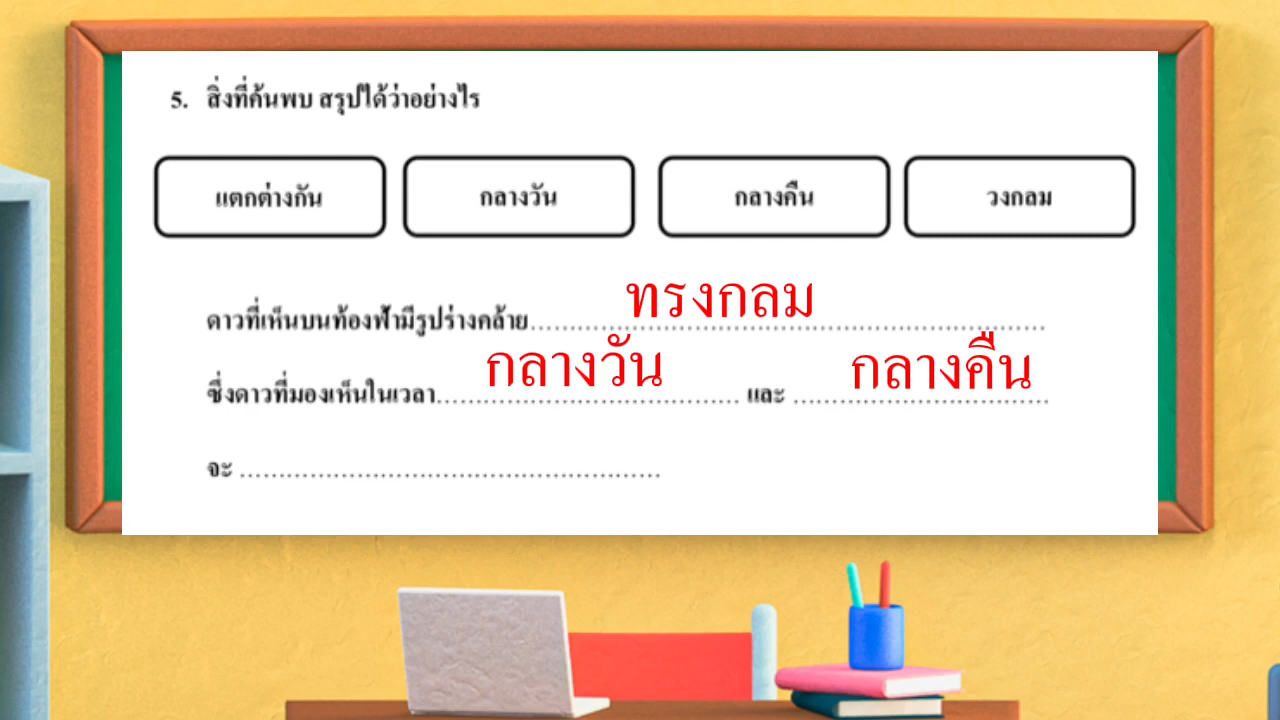 5. สิ่งที่ค้นพบ สรุปได้ว่าอย่างไร
แตกต่างกัน กลางวัน กลางคืน วงกลม
ดาวที่เห็นบนท้องฟ้ามีรูปร่างคล้าย.....ทรงกลม.....
ซึ่งดาวที่มองเห็นในเวลา.....กลางวัน..... และ .....กลางคืน.....
จะ ..........